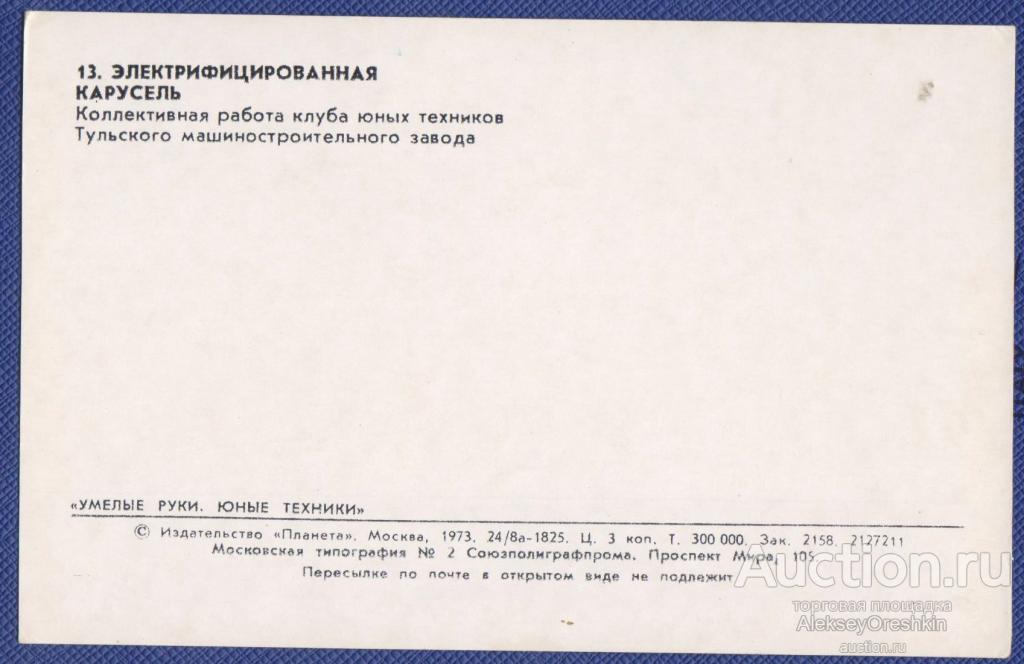 13. ЭЛЕКТРИФИЦИРОВАННАЯ
КАРУСЕЛЬ
Коллективная работа клуба юных техников
Тульского машиностроительного завода
«УМЕЛЫЕ РУКИ. ЮНЫЕ ТЕХНИКИ»
© Издательство «Планета». Москва, 1973. 24/8а-1825. Ц. 3 коп. Т. 300 000. Зак. 2158. 2127211
Московская типография № 2 Союзполиграфпрома. Проспект Мира, 105
Пересылке по почте в открытом виде не подлежит
Auction.ru
торговая площадка
AlekseyOreshkin
auction.ru